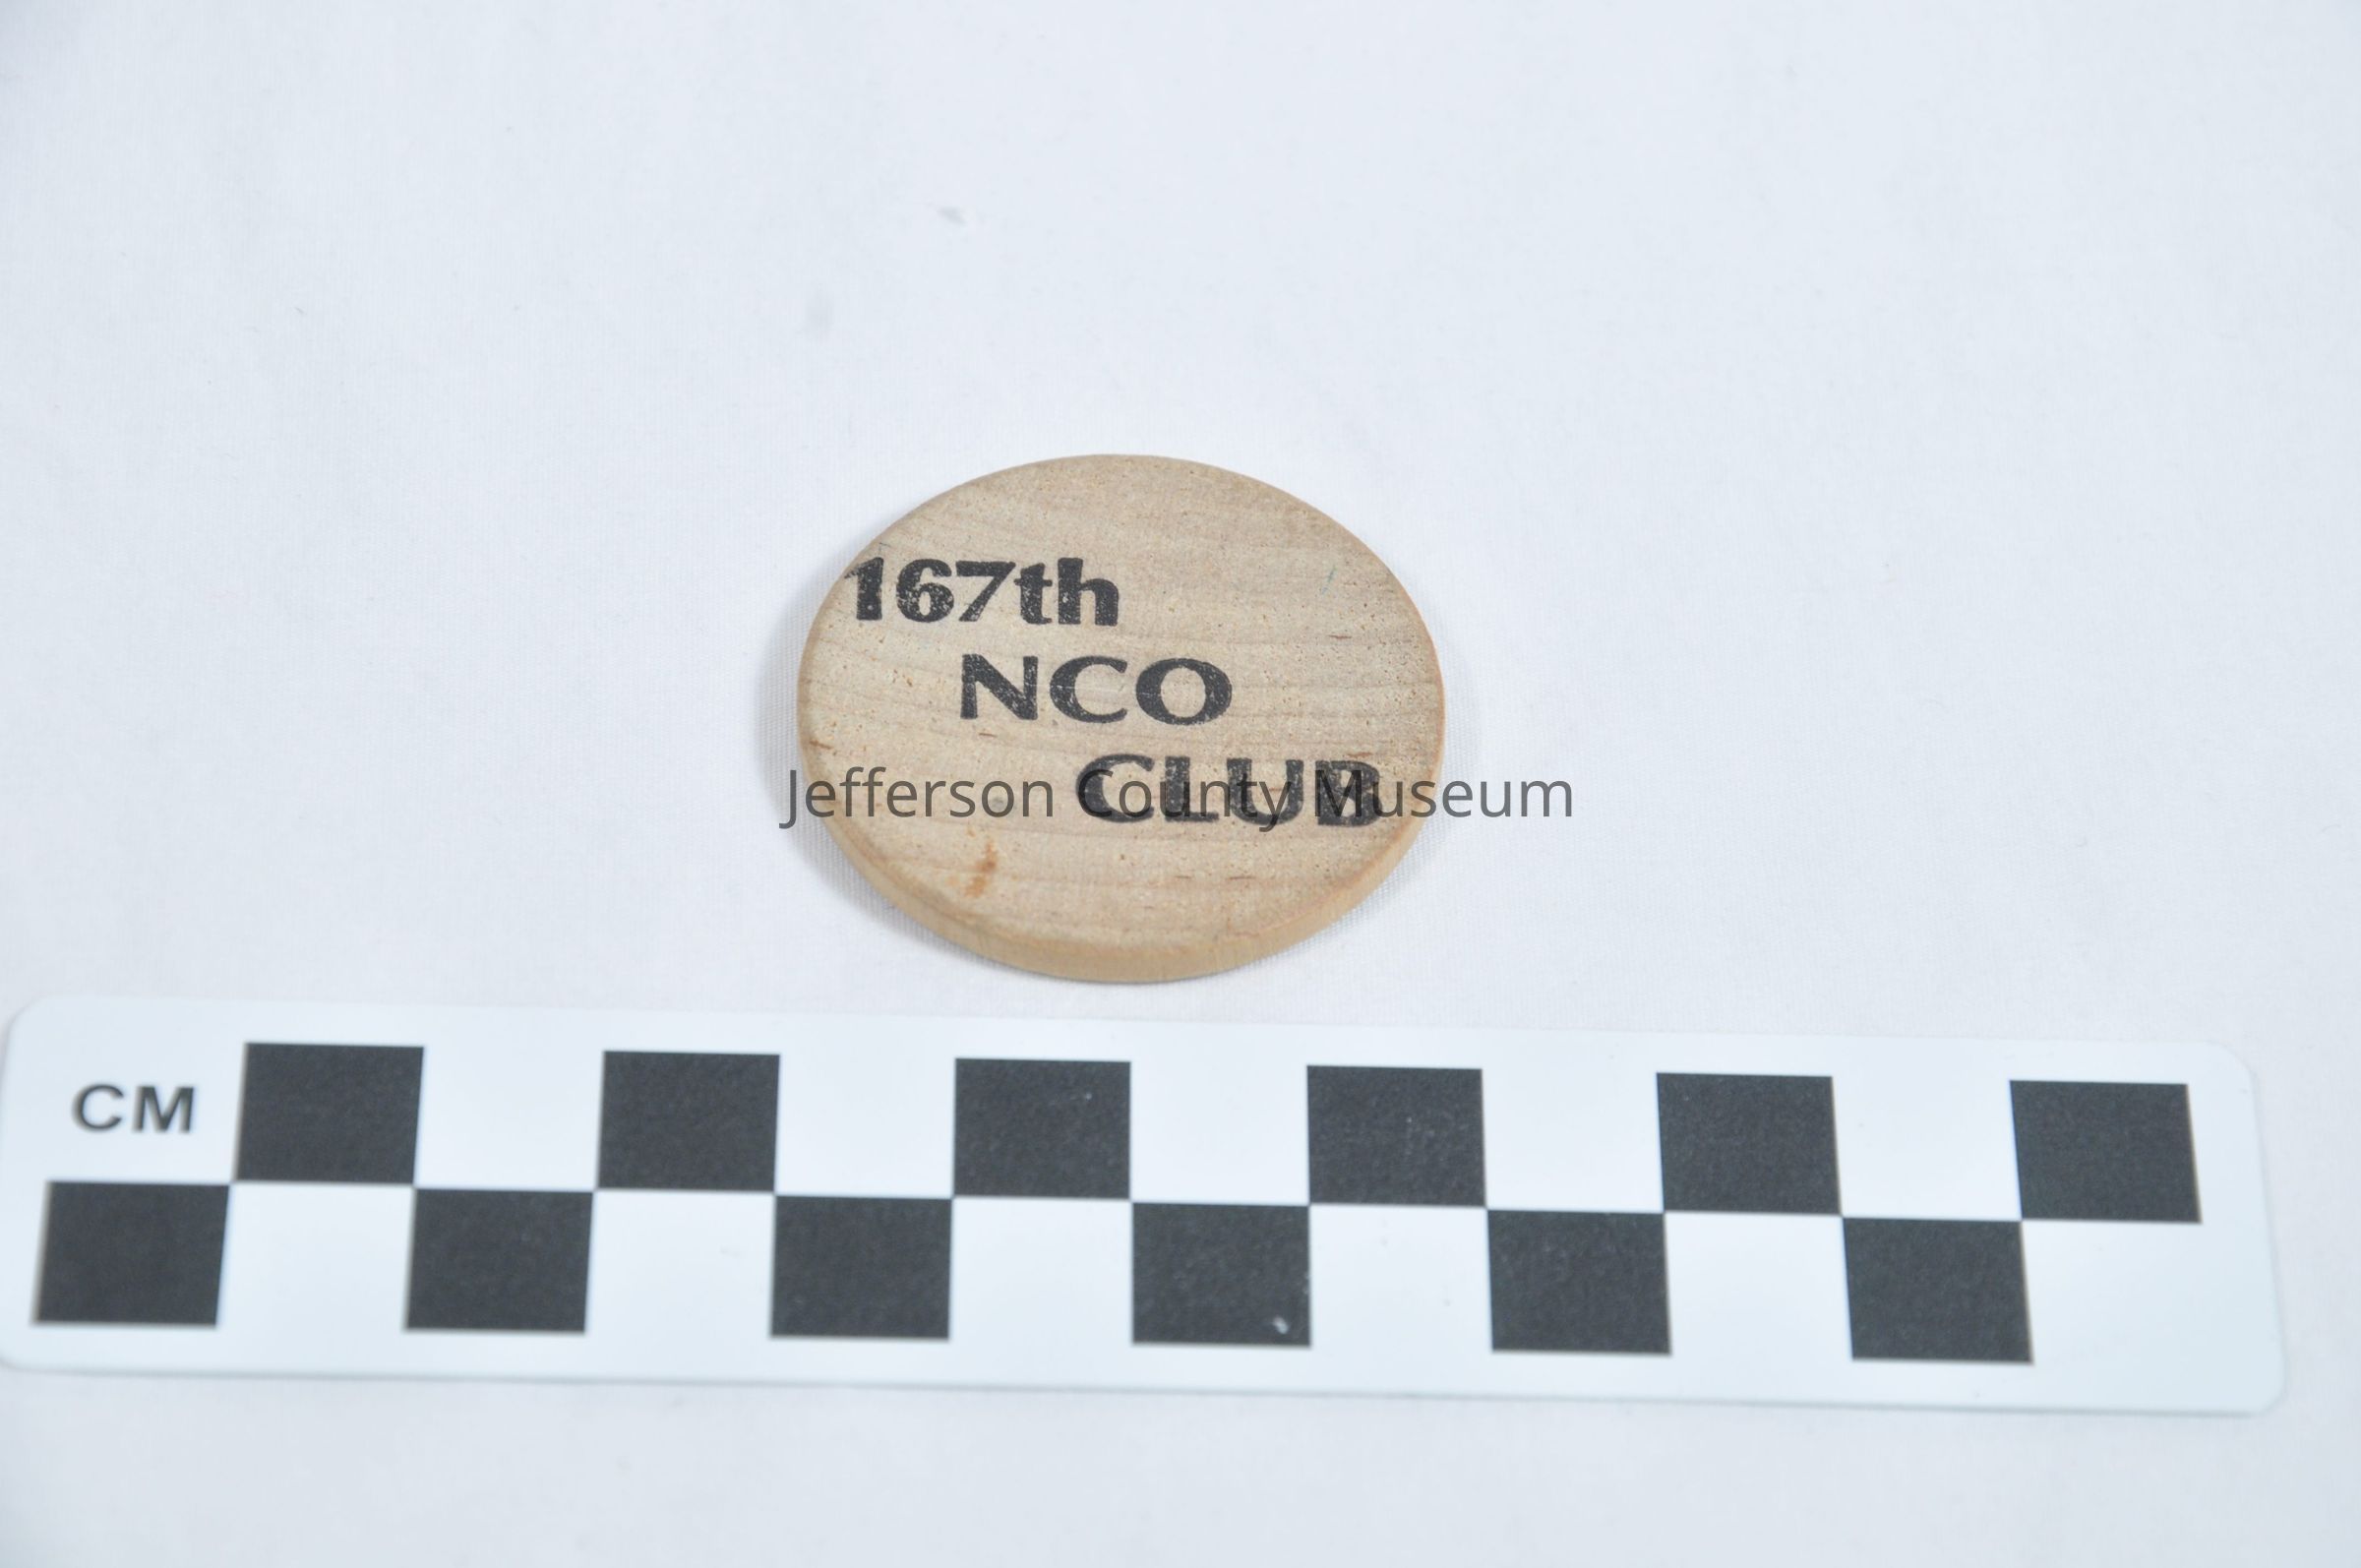 167th
NCO
CLUB
Jefferson County Museum
CM